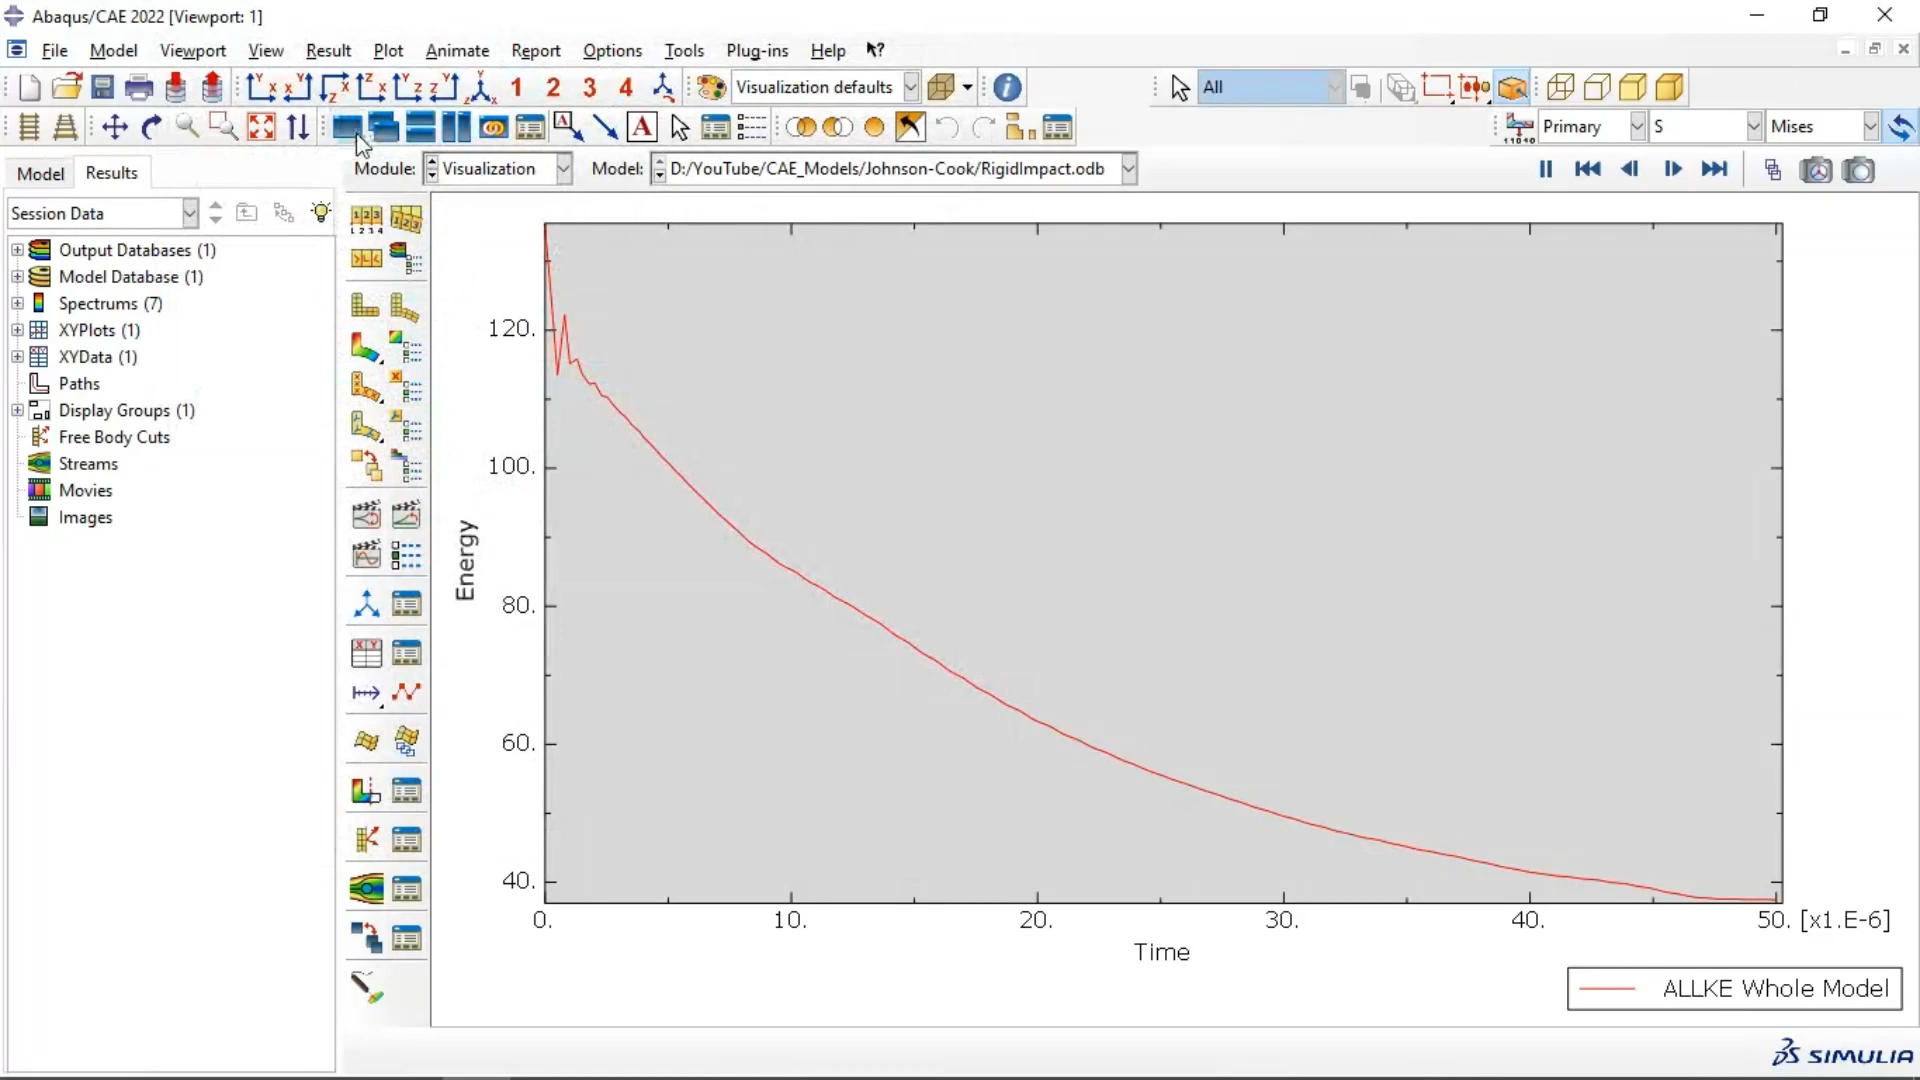 Abaqus/CAE 2022 [Viewport: 1]
File Model Viewport View Result Plot Animate Report Options Tools Plug-ins Help
1 2 3 4 Visualization defaults All
Primary S Mises
Model Results Module: Visualization Model: D:/YouTube/CAE_Models/Johnson-Cook/RigidImpact.odb
Session Data
Output Databases (1)
Model Database (1)
Spectrums (7)
XYPlots (1)
XYData (1)
Paths
Display Groups (1)
Free Body Cuts
Streams
Movies
Images
120.
100.
80.
60.
40.
Energy
0. 10. 20. 30. 40. 50. [x1.E-6]
Time
ALLKE Whole Model
SIMULIA